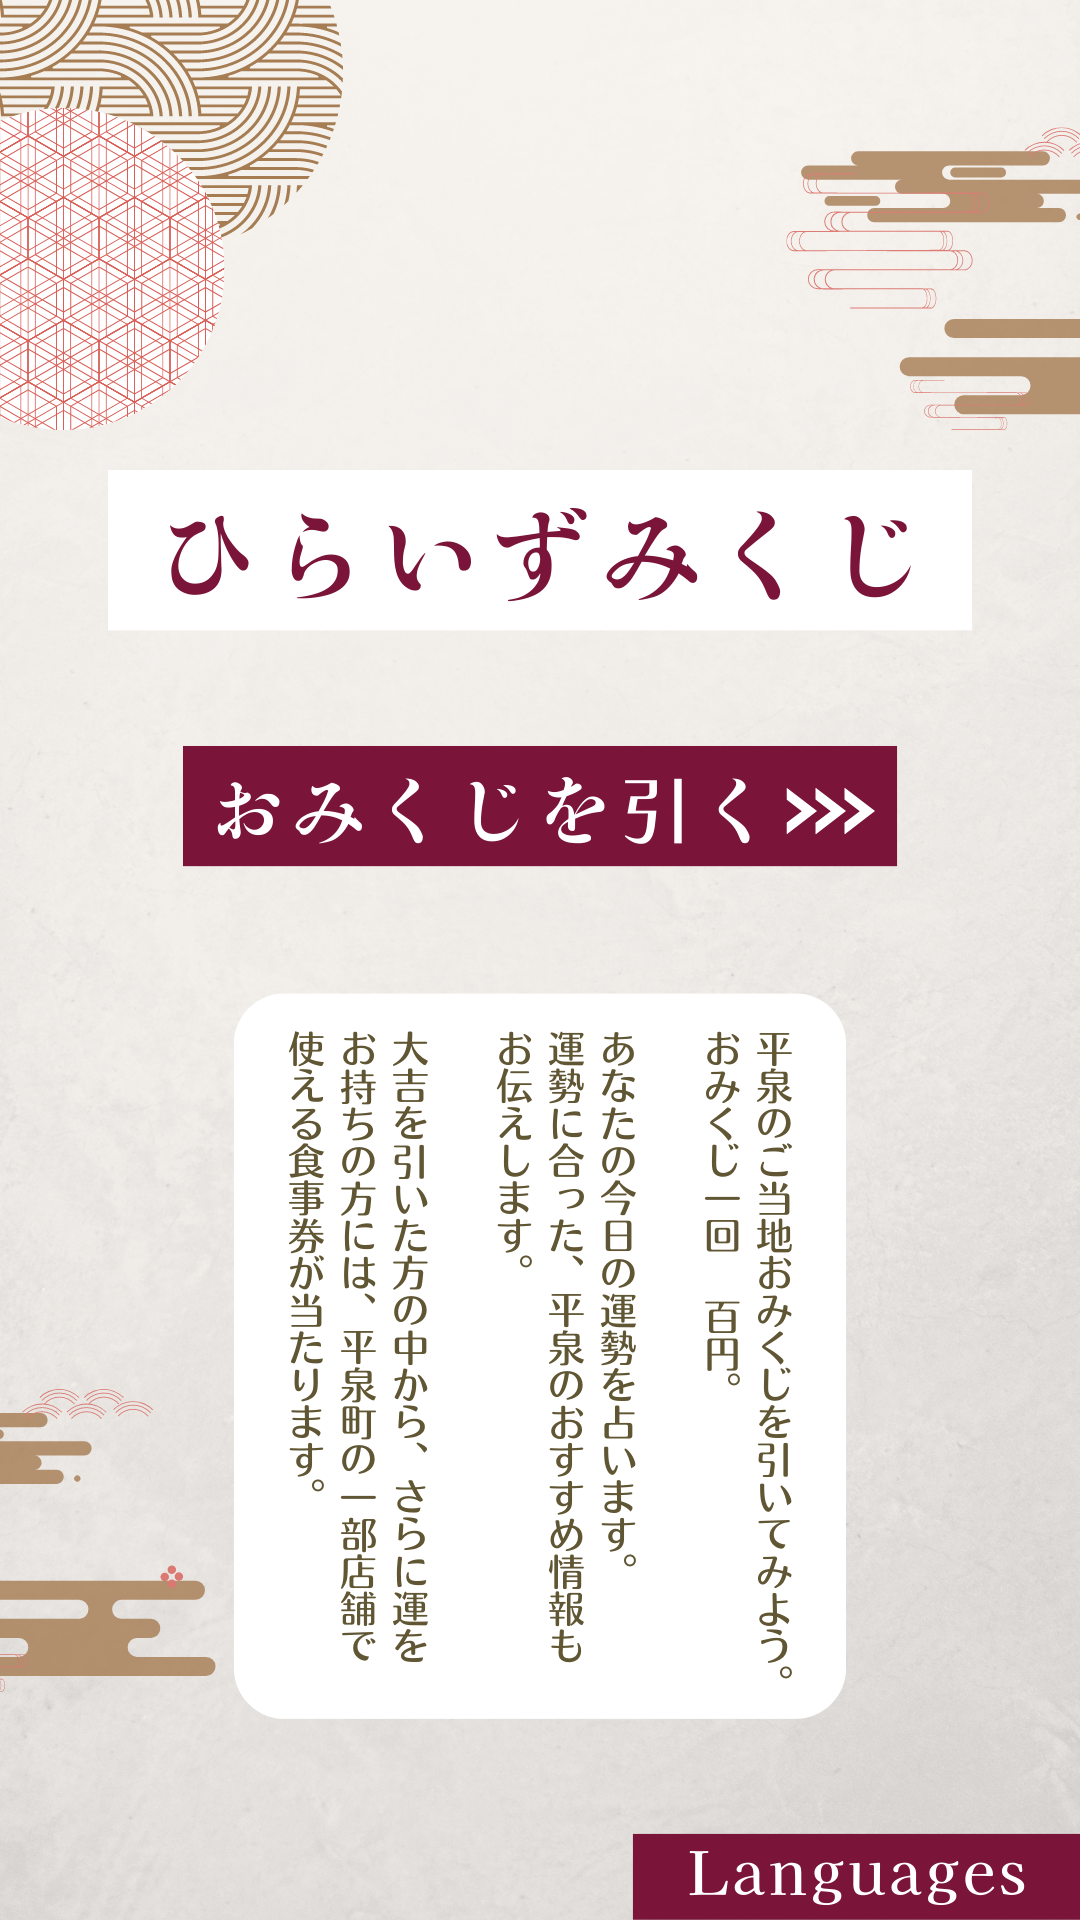 ひらいずみくじ
おみくじを引く>>>
平泉のご当地おみくじを引いてみよう。
おみくじ一回　百円。
あなたの今日の運勢を占います。
運勢に合った、平泉のおすすめ情報も
お伝えします。
大吉を引いた方の中から、さらに運を
お持ちの方には、平泉町の一部店舗で
使える食事券が当たります。
Languages